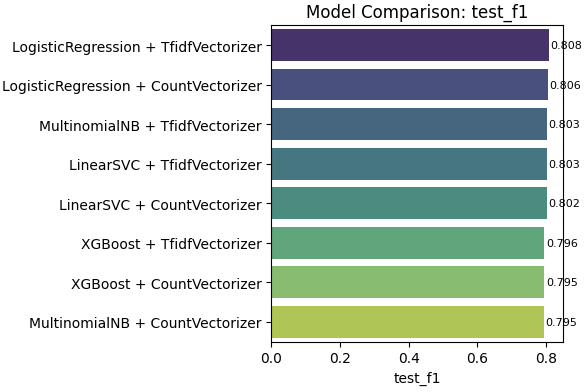 Model Comparison: test_f1
LogisticRegression + TfidfVectorizer 0.808
LogisticRegression + CountVectorizer 0.806
MultinomialNB + TfidfVectorizer 0.803
LinearSVC + TfidfVectorizer 0.803
LinearSVC + CountVectorizer 0.802
XGBoost + TfidfVectorizer 0.796
XGBoost + CountVectorizer 0.795
MultinomialNB + CountVectorizer 0.795
0.0 0.2 0.4 0.6 0.8
test_f1